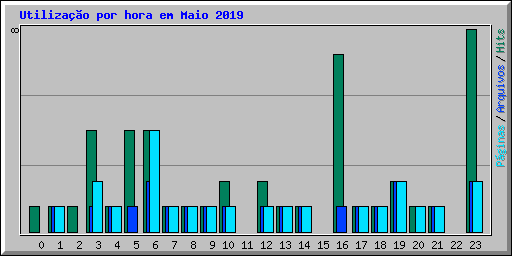 Utilização por hora em Maio 2019
8
Páginas / Arquivos / Hits
0 1 2 3 4 5 6 7 8 9 10 11 12 13 14 15 16 17 18 19 20 21 22 23